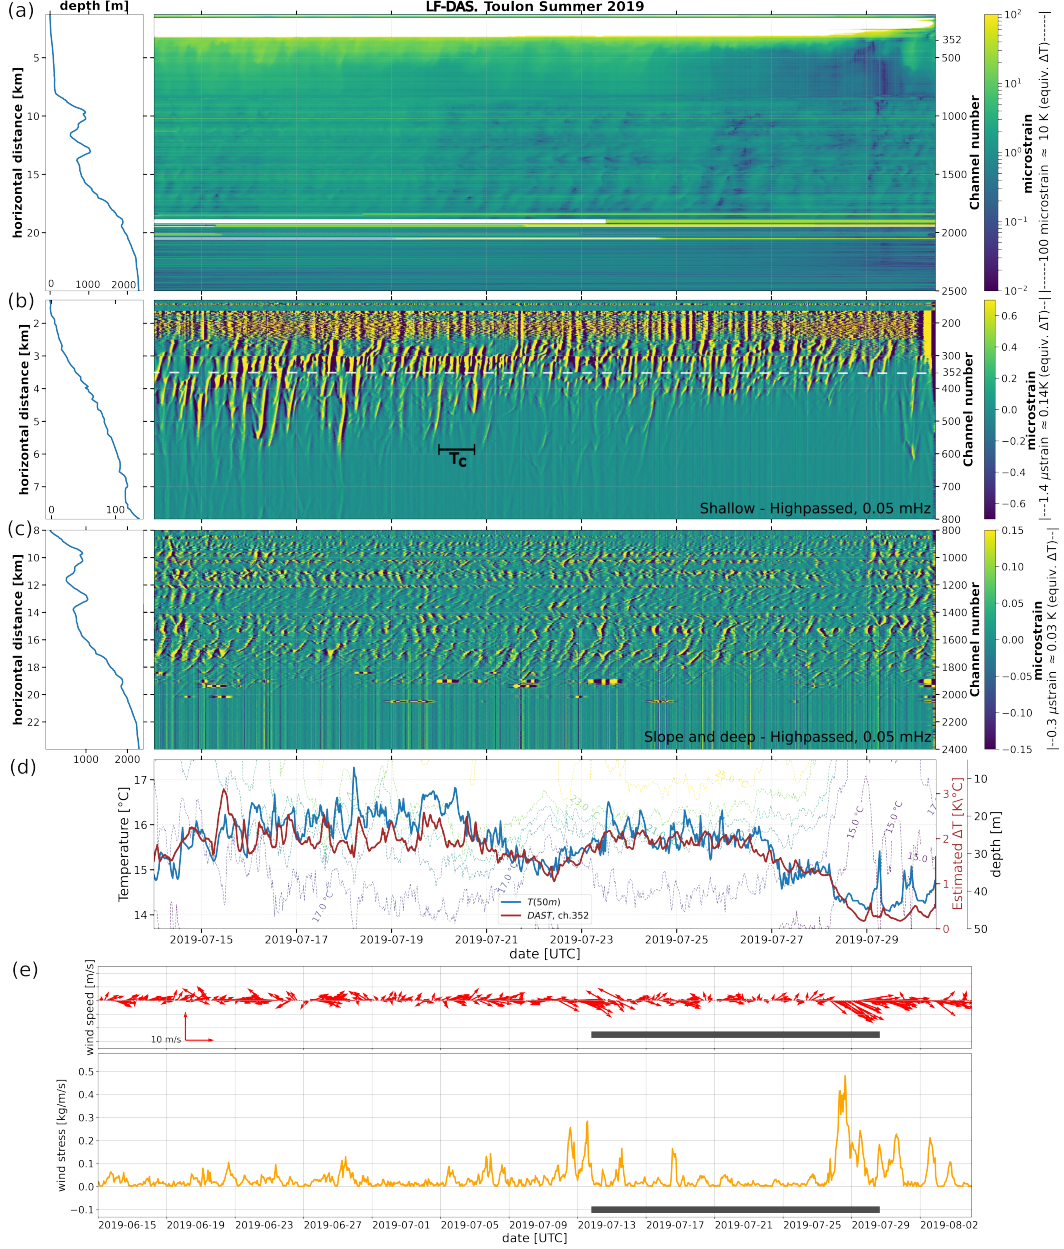 (a)
depth [m]
LF-DAS. Toulon Summer 2019
5
10
15
20
horizontal distance [km]
0 1000 2000
352
500
1000
1500
2000
2500
Channel number
10²
10¹
10⁰
10⁻¹
10⁻²
microstrain
|------100 microstrain ≈ 10 K (equiv. ΔT)------|
(b)
2
3
4
5
6
7
horizontal distance [km]
0 100
T_C
Shallow - Highpassed, 0.05 mHz
200
300
352
400
500
600
700
800
Channel number
0.6
0.4
0.2
0.0
−0.2
−0.4
−0.6
microstrain
|---1.4 μstrain ≈ 0.14K (equiv. ΔT)--|
(c)
8
10
12
14
16
18
20
22
horizontal distance [km]
1000 2000
Slope and deep - Highpassed, 0.05 mHz
800
1000
1200
1400
1600
1800
2000
2200
2400
Channel number
0.15
0.10
0.05
0.00
−0.05
−0.10
−0.15
microstrain
|--0.3 μstrain ≈ 0.03 K (equiv. ΔT)--|
(d)
17
16
15
14
Temperature [°C]
17.0 °C
17.0 °C
15.0 °C
15.0 °C
15.0
17.
T(50m)
DAST, ch.352
3
2
1
0
Estimated ΔT [K\°C]
10
20
30
40
50
depth [m]
2019-07-15 2019-07-17 2019-07-19 2019-07-21 2019-07-23 2019-07-25 2019-07-27 2019-07-29
date [UTC]
(e)
wind speed [m/s]
10 m/s
0.5
0.4
0.3
0.2
0.1
0.0
−0.1
wind stress [kg/m/s]
2019-06-15 2019-06-19 2019-06-23 2019-06-27 2019-07-01 2019-07-05 2019-07-09 2019-07-13 2019-07-17 2019-07-21 2019-07-25 2019-07-29 2019-08-02
date [UTC]